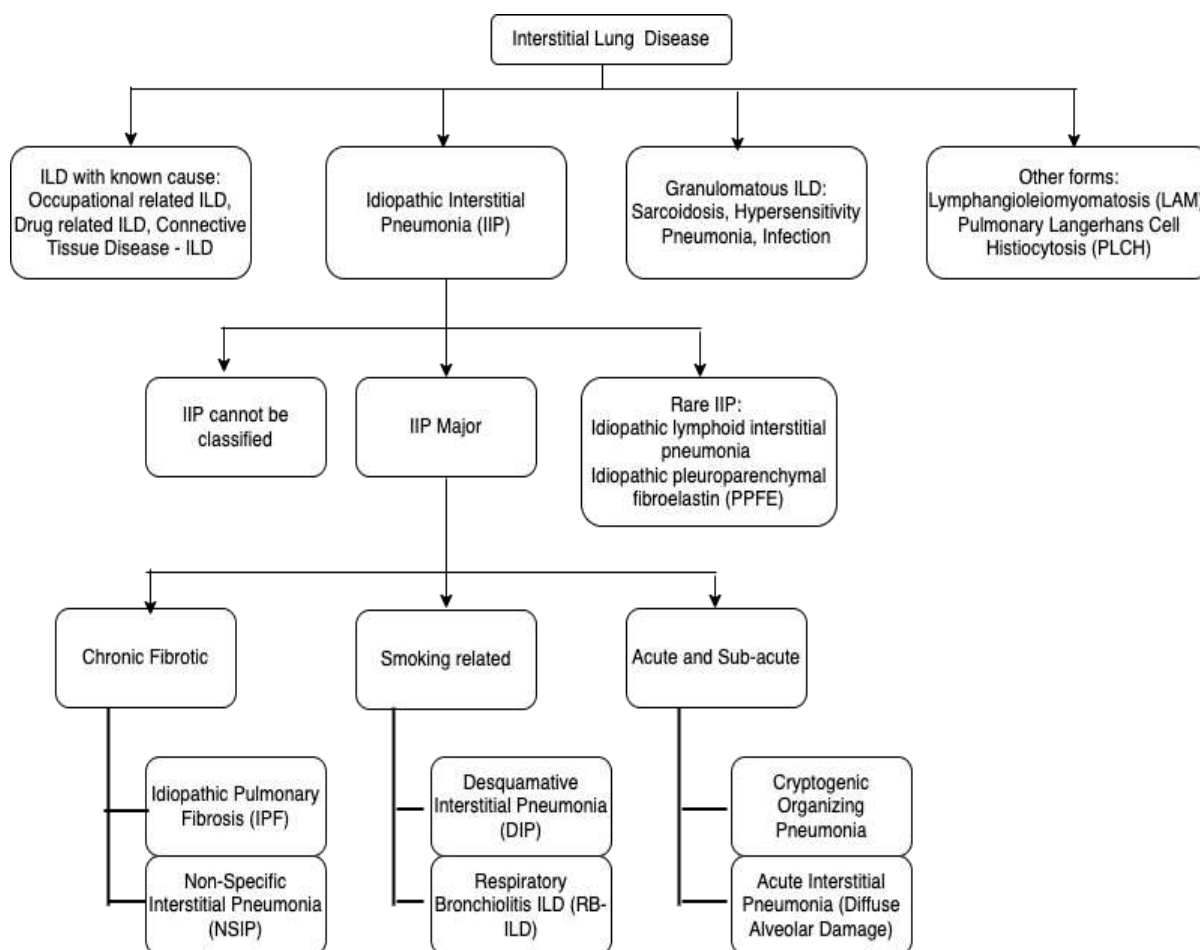 Interstitial Lung Disease
ILD with known cause:
Occupational related ILD,
Drug related ILD, Connective
Tissue Disease - ILD
Idiopathic Interstitial
Pneumonia (IIP)
Granulomatous ILD:
Sarcoidosis, Hypersensitivity
Pneumonia, Infection
Other forms:
Lymphangioleiomyomatosis (LAM)
Pulmonary Langerhans Cell
Histiocytosis (PLCH)
IIP cannot be
classified
IIP Major
Rare IIP:
Idiopathic lymphoid interstitial
pneumonia
Idiopathic pleuroparenchymal
fibroelastin (PPFE)
Chronic Fibrotic
Smoking related
Acute and Sub-acute
Idiopathic Pulmonary
Fibrosis (IPF)
Desquamative
Interstitial Pneumonia
(DIP)
Cryptogenic
Organizing
Pneumonia
Non-Specific
Interstitial Pneumonia
(NSIP)
Respiratory
Bronchiolitis ILD (RB-
ILD)
Acute Interstitial
Pneumonia (Diffuse
Alveolar Damage)